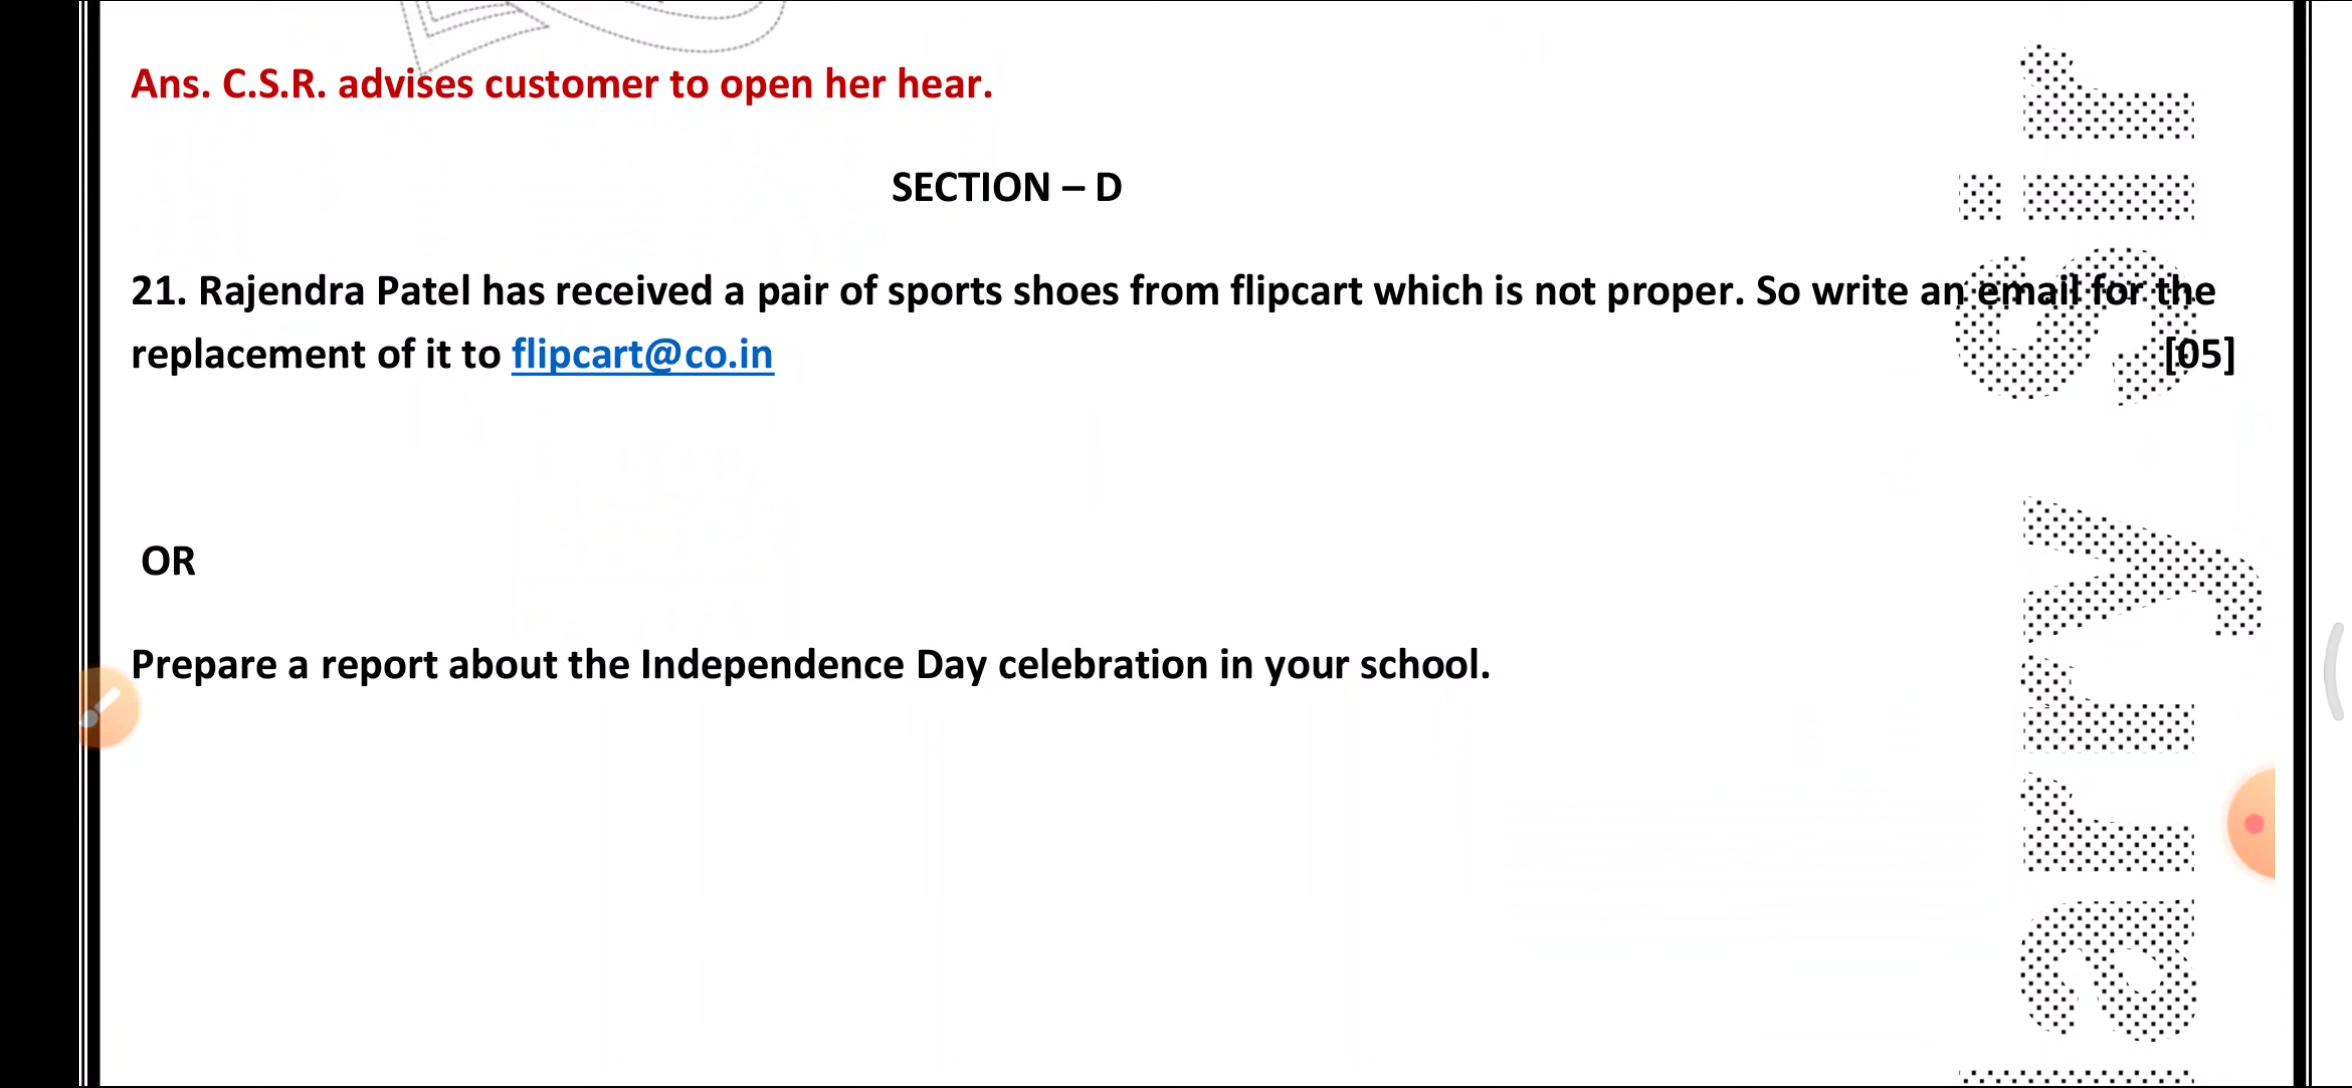 Ans. C.S.R. advises customer to open her hear.
SECTION – D
21. Rajendra Patel has received a pair of sports shoes from flipcart which is not proper. So write an email for the
replacement of it to flipcart@co.in [05]
OR
Prepare a report about the Independence Day celebration in your school.